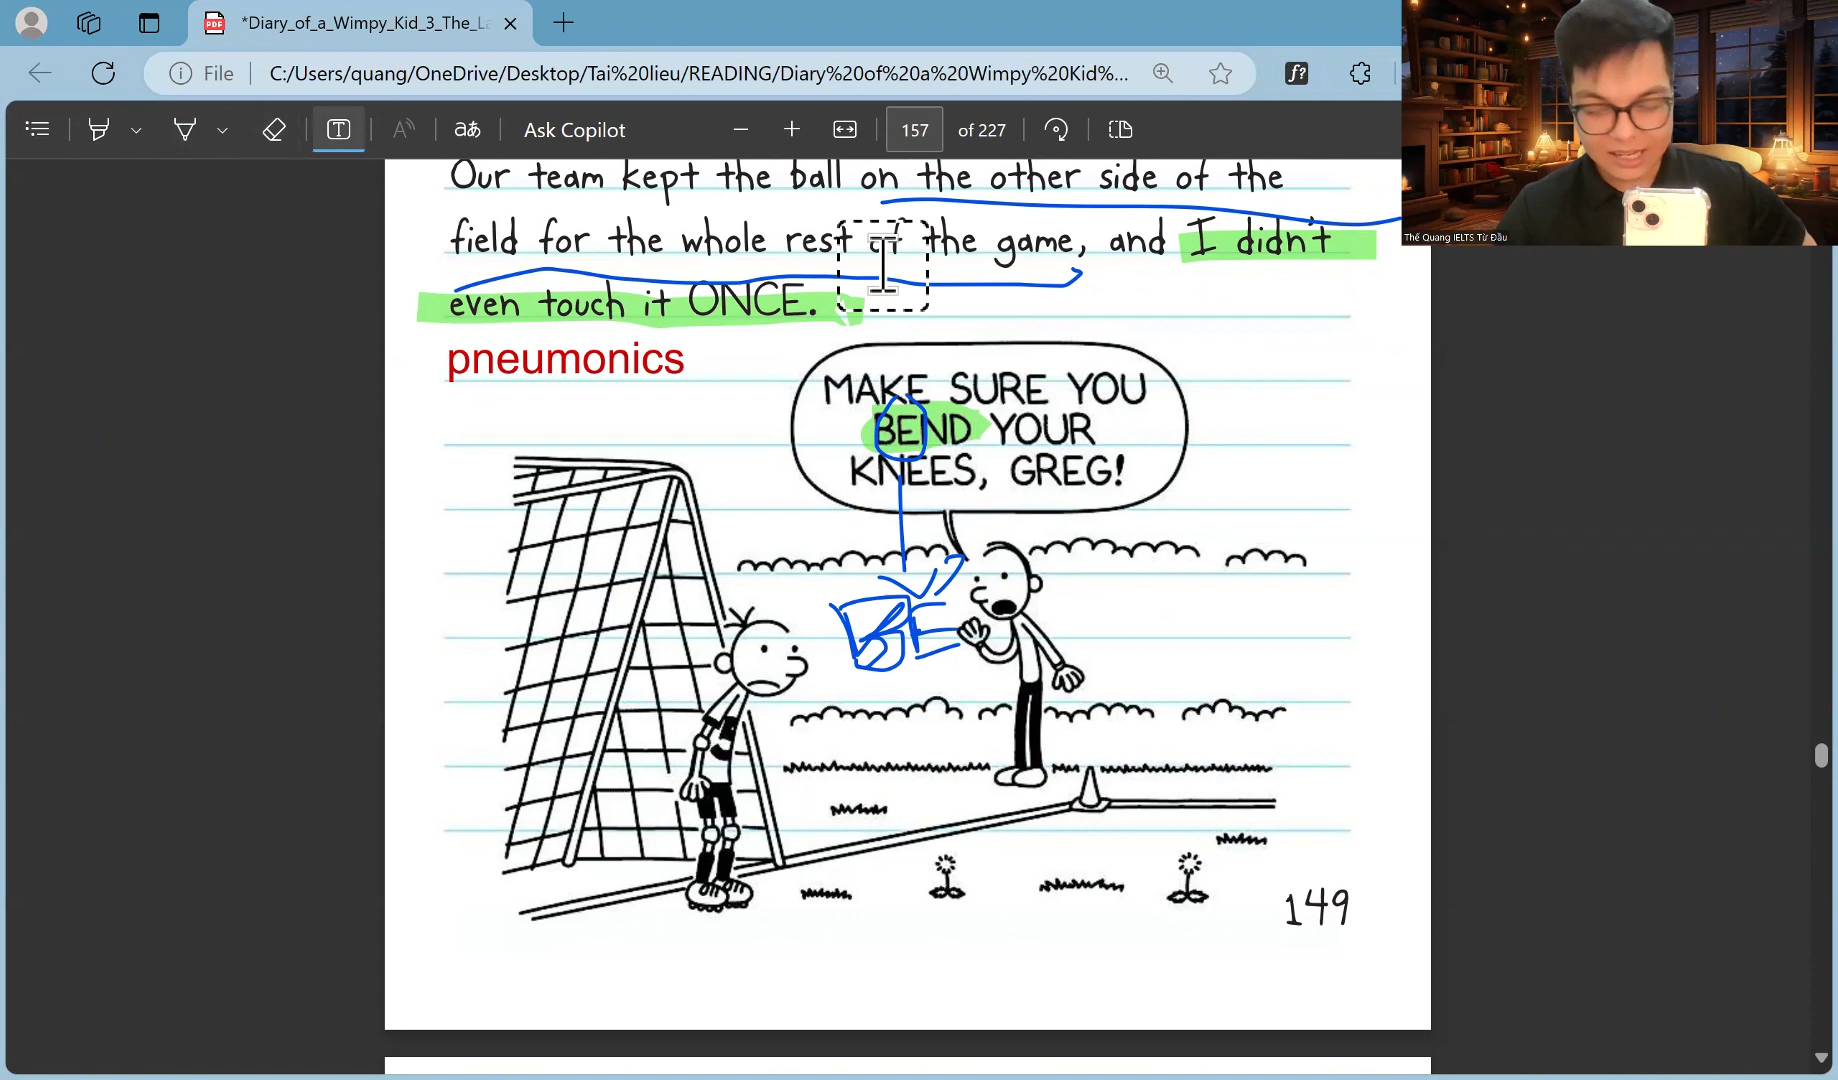 *Diary_of_a_Wimpy_Kid_3_The_La
File
C:/Users/quang/OneDrive/Desktop/Tai%20lieu/READING/Diary%20of%20a%20Wimpy%20Kid%...
Ask Copilot
157 of 227
Thế Quang IELTS Từ Đầu
Our team kept the ball on the other side of the
field for the whole rest of the game, and I didn't
even touch it ONCE.
pneumonics
MAKE SURE YOU
BEND YOUR
KNEES, GREG!
BE
149